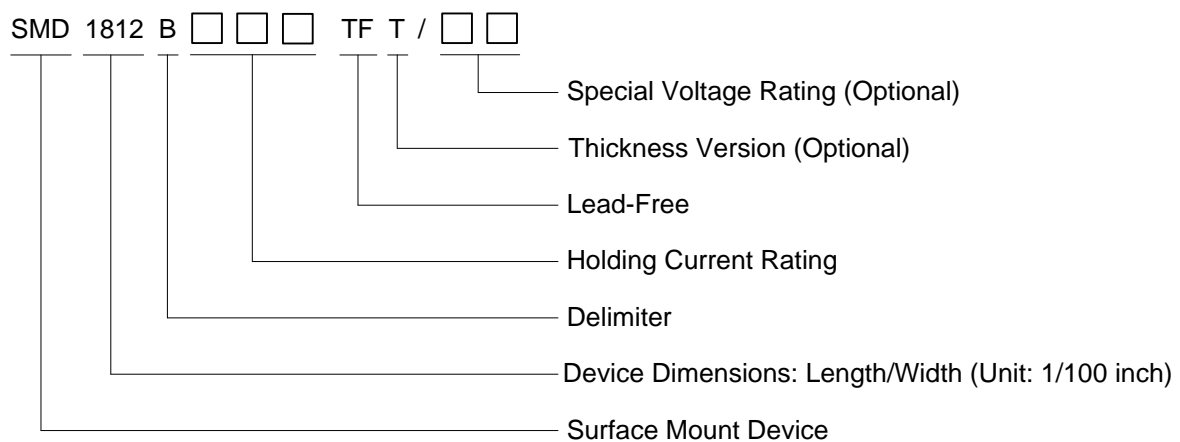 SMD 1812 B □ □ □ TF T / □ □
Special Voltage Rating (Optional)
Thickness Version (Optional)
Lead-Free
Holding Current Rating
Delimiter
Device Dimensions: Length/Width (Unit: 1/100 inch)
Surface Mount Device